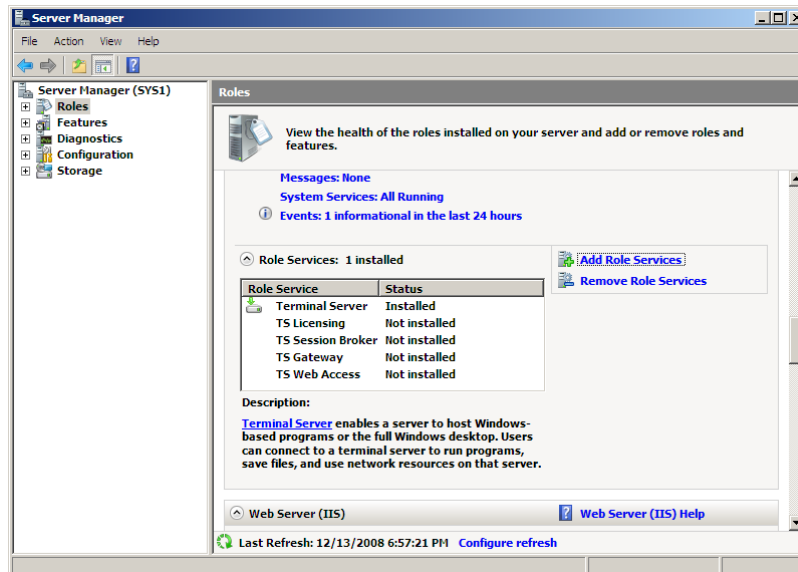 Server Manager
File Action View Help
Server Manager (SYS1)
Roles
Features
Diagnostics
Configuration
Storage
Roles
View the health of the roles installed on your server and add or remove roles and
features.
Messages: None
System Services: All Running
Events: 1 informational in the last 24 hours
Role Services: 1 installed
Add Role Services
Remove Role Services
Role Service Status
Terminal Server Installed
TS Licensing Not installed
TS Session Broker Not installed
TS Gateway Not installed
TS Web Access Not installed
Description:
Terminal Server enables a server to host Windows-
based programs or the full Windows desktop. Users
can connect to a terminal server to run programs,
save files, and use network resources on that server.
Web Server (IIS) Web Server (IIS) Help
Last Refresh: 12/13/2008 6:57:21 PM Configure refresh